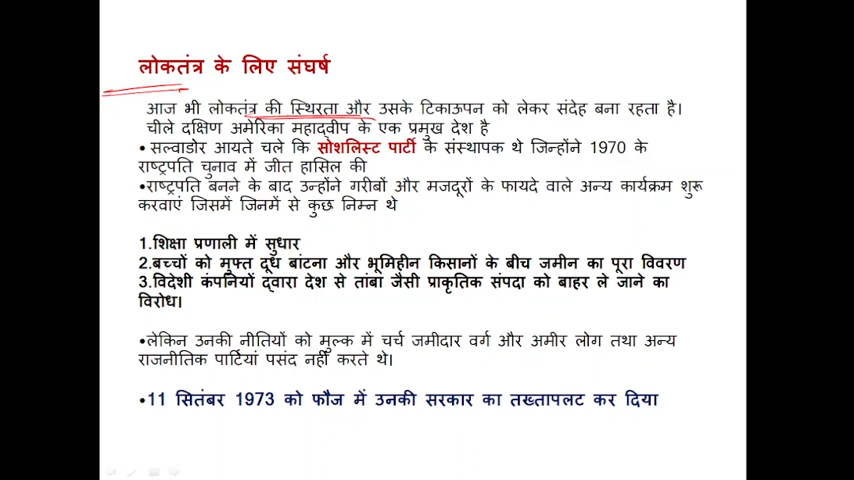 लोकतंत्र के लिए संघर्ष
आज भी लोकतंत्र की स्थिरता और उसके टिकाऊपन को लेकर संदेह बना रहता है।
चीले दक्षिण अमेरिका महाद्वीप के एक प्रमुख देश है
• सल्वाडोर आयते चले कि सोशलिस्ट पार्टी के संस्थापक थे जिन्होंने 1970 के
राष्ट्रपति चुनाव में जीत हासिल की
•राष्ट्रपति बनने के बाद उन्होंने गरीबों और मजदूरों के फायदे वाले अन्य कार्यक्रम शुरू
करवाएं जिसमें जिनमें से कुछ निम्न थे
1.शिक्षा प्रणाली में सुधार
2.बच्चों को मुफ्त दूध बांटना और भूमिहीन किसानों के बीच जमीन का पूरा विवरण
3.विदेशी कंपनियों द्वारा देश से तांबा जैसी प्राकृतिक संपदा को बाहर ले जाने का
विरोध।
•लेकिन उनकी नीतियों को मुल्क में चर्च जमीदार वर्ग और अमीर लोग तथा अन्य
राजनीतिक पार्टियां पसंद नहीं करते थे।
•11 सितंबर 1973 को फौज में उनकी सरकार का तख्तापलट कर दिया